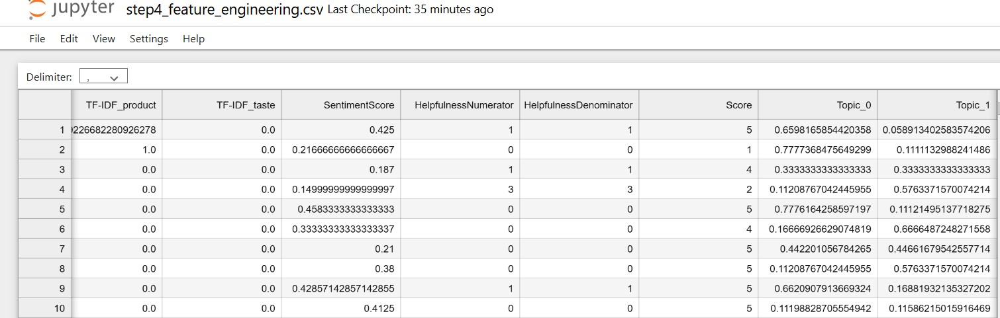 jupyter step4_feature_engineering.csv Last Checkpoint: 35 minutes ago
File Edit View Settings Help
Delimiter: ,
TF-IDF_product TF-IDF_taste SentimentScore HelpfulnessNumerator HelpfulnessDenominator Score Topic_0 Topic_1
1 9226682280926278 0.0 0.425 1 1 5 0.6598165854420358 0.058913402583574206
2 1.0 0.0 0.21666666666666667 0 0 1 0.7777368475649299 0.1111132988241486
3 0.0 0.0 0.187 1 1 4 0.3333333333333333 0.3333333333333333
4 0.0 0.0 0.14999999999999997 3 3 2 0.11208767042445955 0.5763371570074214
5 0.0 0.0 0.4583333333333333 0 0 5 0.7776164258597197 0.11121495137718275
6 0.0 0.0 0.33333333333333337 0 0 4 0.16666926629074819 0.6666487248271558
7 0.0 0.0 0.21 0 0 5 0.442201056784265 0.44661679542557714
8 0.0 0.0 0.38 0 0 5 0.11208767042445955 0.5763371570074214
9 0.0 0.0 0.42857142857142855 1 1 5 0.6620907913669324 0.16881932135327202
10 0.0 0.0 0.4125 0 0 5 0.11198828705554942 0.11586215015916469